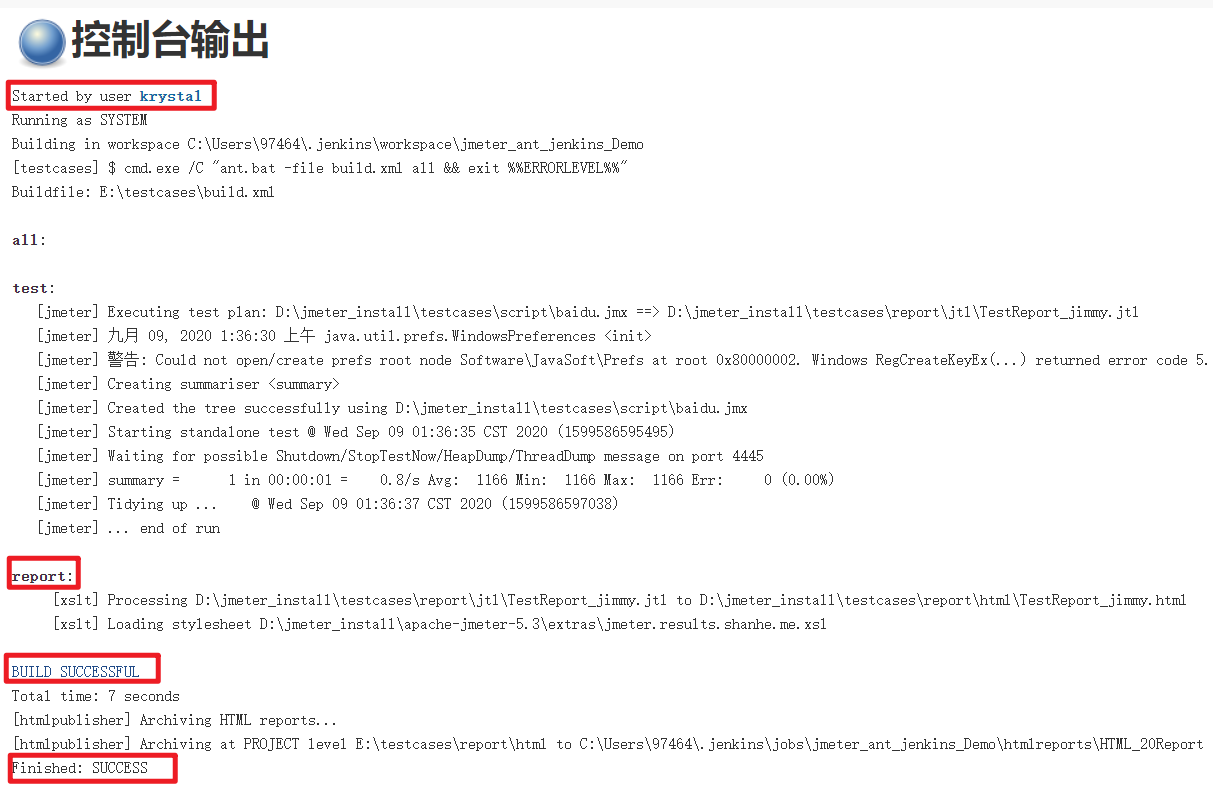 控制台输出
Started by user krystal
Running as SYSTEM
Building in workspace C:\Users\97464\.jenkins\workspace\jmeter_ant_jenkins_Demo
[testcases] $ cmd.exe /C "ant.bat -file build.xml all && exit %%ERRORLEVEL%%"
Buildfile: E:\testcases\build.xml
all:
test:
[jmeter] Executing test plan: D:\jmeter_install\testcases\script\baidu.jmx ==> D:\jmeter_install\testcases\report\jtl\TestReport_jimmy.jtl
[jmeter] 九月 09, 2020 1:36:30 上午 java.util.prefs.WindowsPreferences <init>
[jmeter] 警告: Could not open/create prefs root node Software\JavaSoft\Prefs at root 0x80000002. Windows RegCreateKeyEx(...) returned error code 5.
[jmeter] Creating summariser <summary>
[jmeter] Created the tree successfully using D:\jmeter_install\testcases\script\baidu.jmx
[jmeter] Starting standalone test @ Wed Sep 09 01:36:35 CST 2020 (1599586595495)
[jmeter] Waiting for possible Shutdown/StopTestNow/HeapDump/ThreadDump message on port 4445
[jmeter] summary =      1 in 00:00:01 =    0.8/s Avg:  1166 Min:  1166 Max:  1166 Err:     0 (0.00%)
[jmeter] Tidying up ...    @ Wed Sep 09 01:36:37 CST 2020 (1599586597038)
[jmeter] ... end of run
report:
[xslt] Processing D:\jmeter_install\testcases\report\jtl\TestReport_jimmy.jtl to D:\jmeter_install\testcases\report\html\TestReport_jimmy.html
[xslt] Loading stylesheet D:\jmeter_install\apache-jmeter-5.3\extras\jmeter.results.shanhe.me.xsl
BUILD SUCCESSFUL
Total time: 7 seconds
[htmlpublisher] Archiving HTML reports...
[htmlpublisher] Archiving at PROJECT level E:\testcases\report\html to C:\Users\97464\.jenkins\jobs\jmeter_ant_jenkins_Demo\htmlreports\HTML_20Report
Finished: SUCCESS